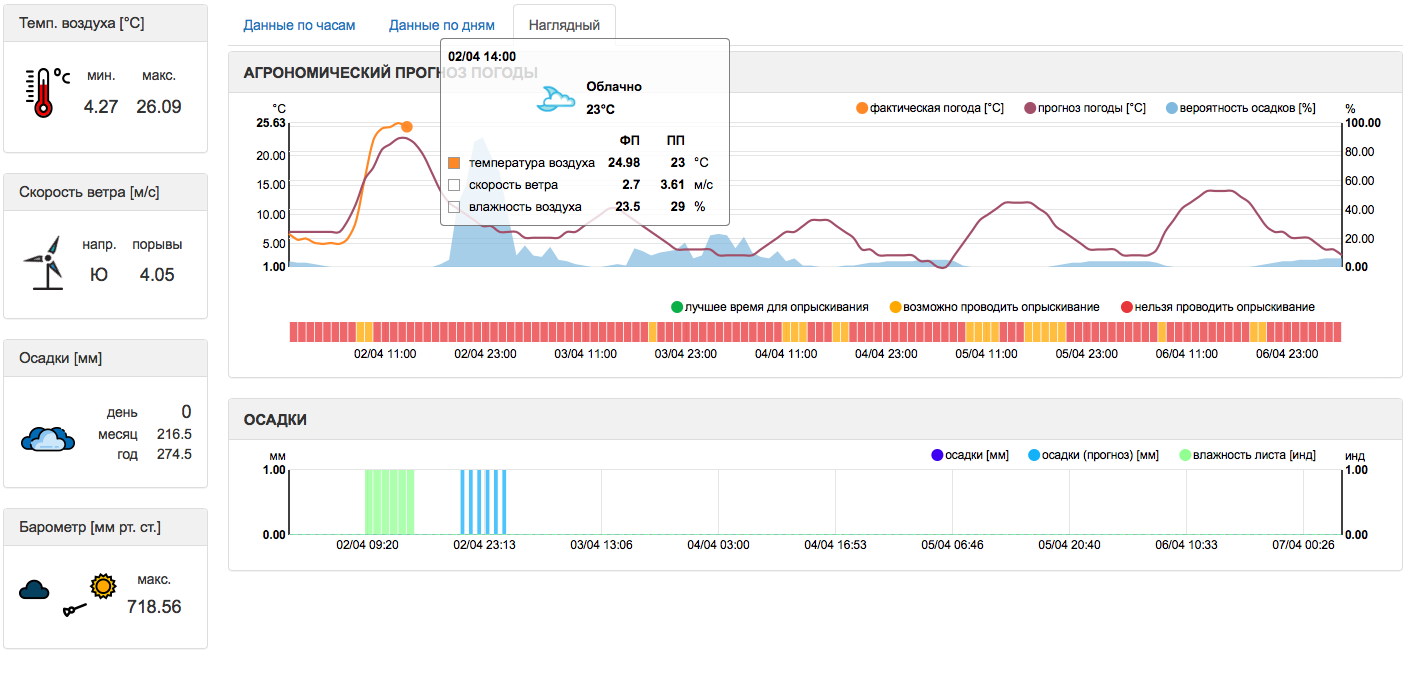 Темп. воздуха [°C]
°C
мин. макс.
4.27 26.09
Скорость ветра [м/с]
напр. порывы
Ю 4.05
Осадки [мм]
день 0
месяц 216.5
год 274.5
Барометр [мм рт. ст.]
макс.
718.56
Данные по часам Данные по дням Наглядный
АГРОНОМИЧЕСКИЙ ПРОГНОЗ ПОГОДЫ
02/04 14:00
Облачно
23°C
ФП ПП
температура воздуха 24.98 23 °C
скорость ветра 2.7 3.61 м/с
влажность воздуха 23.5 29 %
фактическая погода [°C] прогноз погоды [°C] вероятность осадков [%]
°C %
25.63 100.00
20.00 80.00
15.00 60.00
10.00 40.00
5.00 20.00
1.00 0.00
лучшее время для опрыскивания возможно проводить опрыскивание нельзя проводить опрыскивание
02/04 11:00 02/04 23:00 03/04 11:00 03/04 23:00 04/04 11:00 04/04 23:00 05/04 11:00 05/04 23:00 06/04 11:00 06/04 23:00
ОСАДКИ
осадки [мм] осадки (прогноз) [мм] влажность листа [инд]
мм инд
1.00 1.00
0.00 0.00
02/04 09:20 02/04 23:13 03/04 13:06 04/04 03:00 04/04 16:53 05/04 06:46 05/04 20:40 06/04 10:33 07/04 00:26